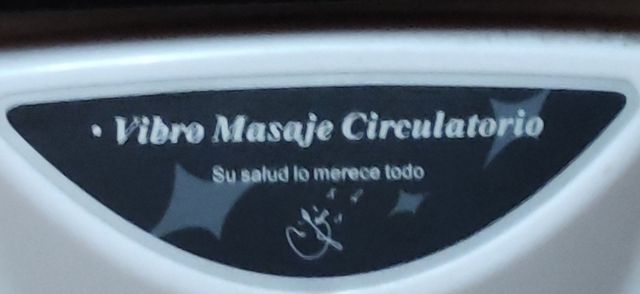 • Vibro Masaje Circulatorio
Su salud lo merece todo